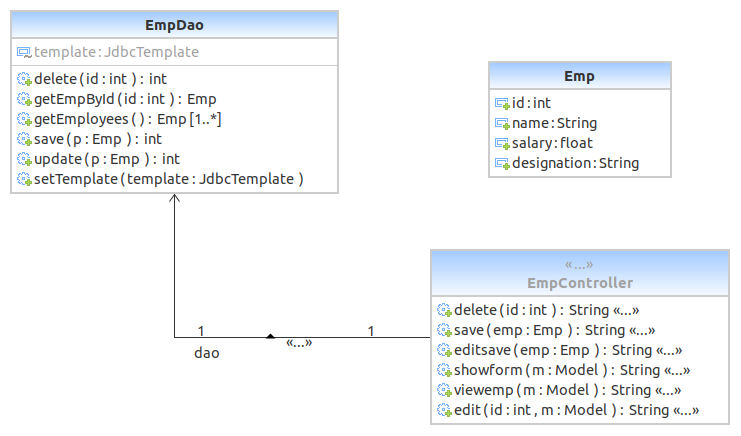 EmpDao
template:JdbcTemplate
delete(id:int): int
getEmpById(id:int): Emp
getEmployees(): Emp[1..*]
save(p:Emp): int
update(p:Emp): int
setTemplate(template:JdbcTemplate)
Emp
id:int
name:String
salary:float
designation:String
«...»
EmpController
delete(id:int): String «...»
save(emp:Emp): String «...»
editsave(emp:Emp): String «...»
showform(m:Model): String «...»
viewemp(m:Model): String «...»
edit(id:int,m:Model): String «...»
1
dao
«...»
1